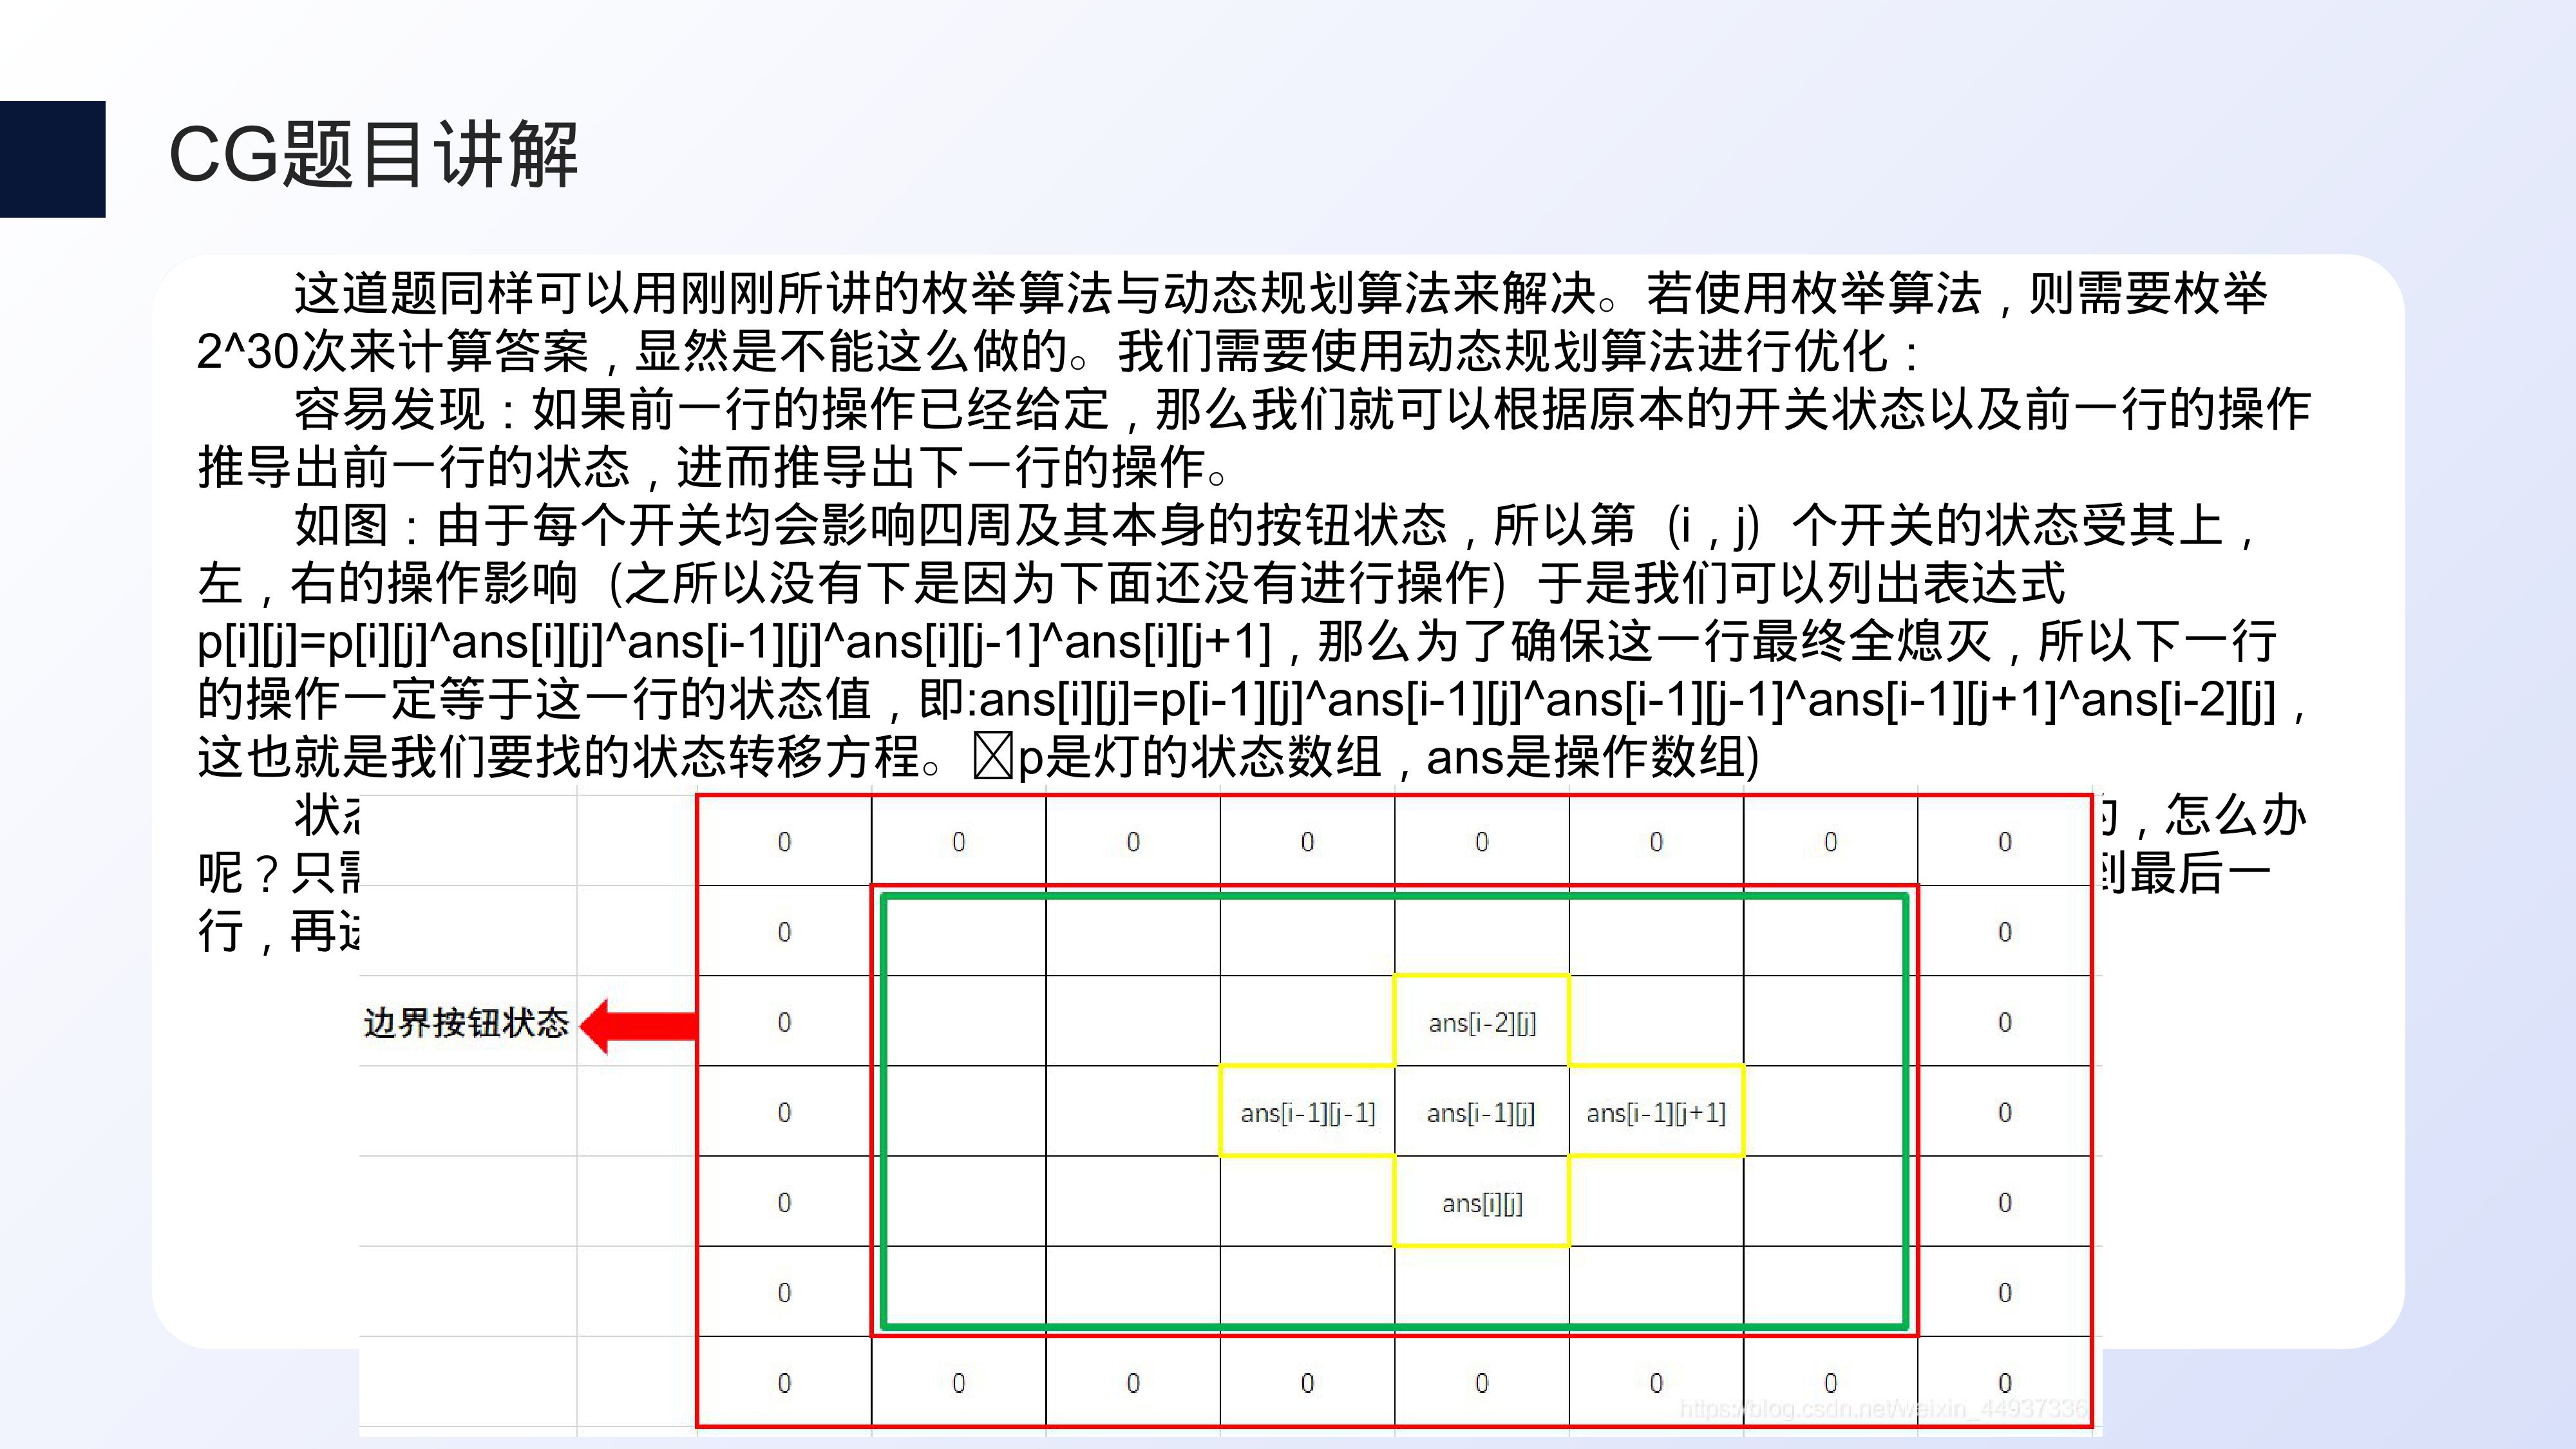 CG题目讲解
这道题同样可以用刚刚所讲的枚举算法与动态规划算法来解决。若使用枚举算法，则需要枚举
2^30次来计算答案，显然是不能这么做的。我们需要使用动态规划算法进行优化：
容易发现：如果前一行的操作已经给定，那么我们就可以根据原本的开关状态以及前一行的操作
推导出前一行的状态，进而推导出下一行的操作。
如图：由于每个开关均会影响四周及其本身的按钮状态，所以第（i，j）个开关的状态受其上，
左，右的操作影响（之所以没有下是因为下面还没有进行操作）于是我们可以列出表达式
p[i][j]=p[i][j]^ans[i][j]^ans[i-1][j]^ans[i][j-1]^ans[i][j+1]，那么为了确保这一行最终全熄灭，所以下一行
的操作一定等于这一行的状态值，即:ans[i][j]=p[i-1][j]^ans[i-1][j]^ans[i-1][j-1]^ans[i-1][j+1]^ans[i-2][j]，
这也就是我们要找的状态转移方程。p是灯的状态数组，ans是操作数组)
状 ，怎么办
呢？只 最后一
行，再
0 0 0 0 0 0 0 0
0 0
边界按钮状态 0 ans[i-2][j] 0
0 ans[i-1][j-1] ans[i-1][j] ans[i-1][j+1] 0
0 ans[i][j] 0
0 0
0 0 0 0 0 0 0 0
https://blog.csdn.net/weixin_44937336